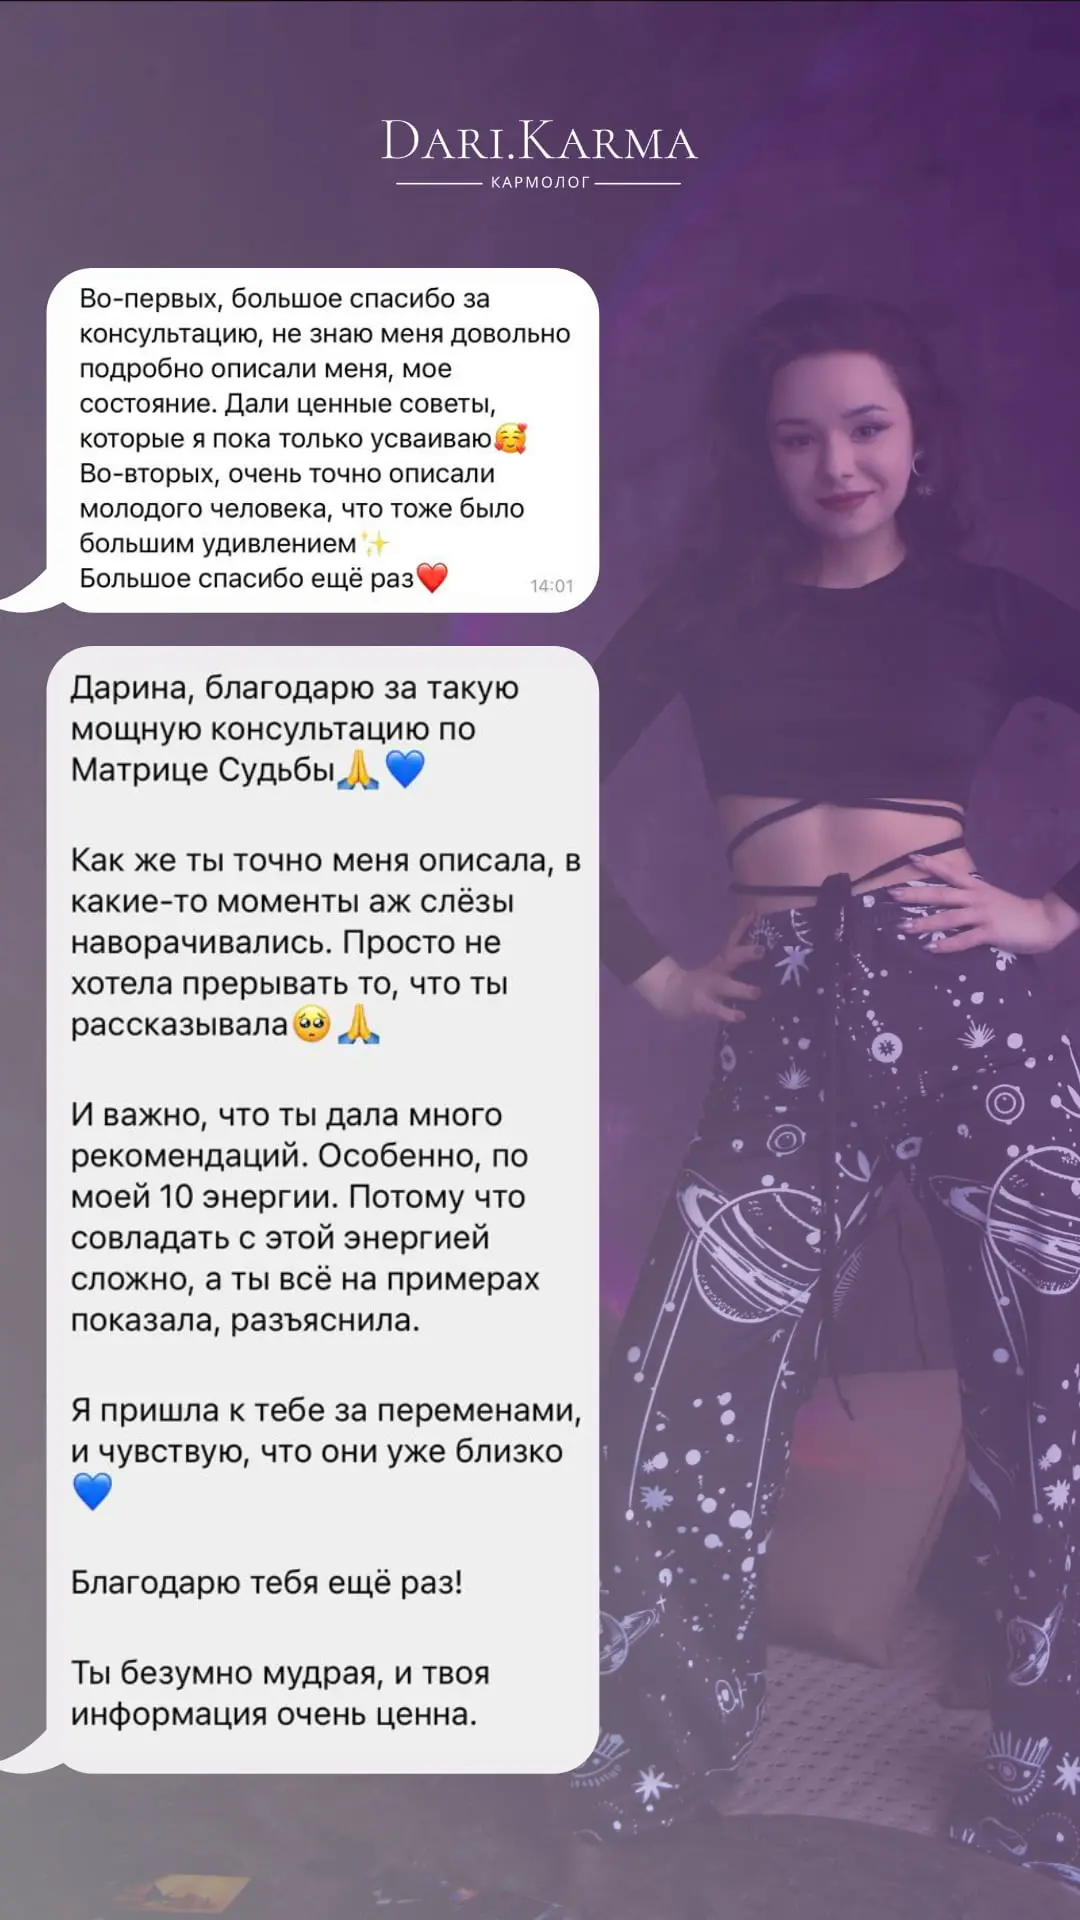 DARI.KARMA
КАРМОЛОГ
Во-первых, большое спасибо за
консультацию, не знаю меня довольно
подробно описали меня, мое
состояние. Дали ценные советы,
которые я пока только усваиваю🥰
Во-вторых, очень точно описали
молодого человека, что тоже было
большим удивлением✨
Большое спасибо ещё раз❤️
14:01
Дарина, благодарю за такую
мощную консультацию по
Матрице Судьбы🙏💙
Как же ты точно меня описала, в
какие-то моменты аж слёзы
наворачивались. Просто не
хотела прерывать то, что ты
рассказывала🥺🙏
И важно, что ты дала много
рекомендаций. Особенно, по
моей 10 энергии. Потому что
совладать с этой энергией
сложно, а ты всё на примерах
показала, разъяснила.
Я пришла к тебе за переменами,
и чувствую, что они уже близко
💙
Благодарю тебя ещё раз!
Ты безумно мудрая, и твоя
информация очень ценна.